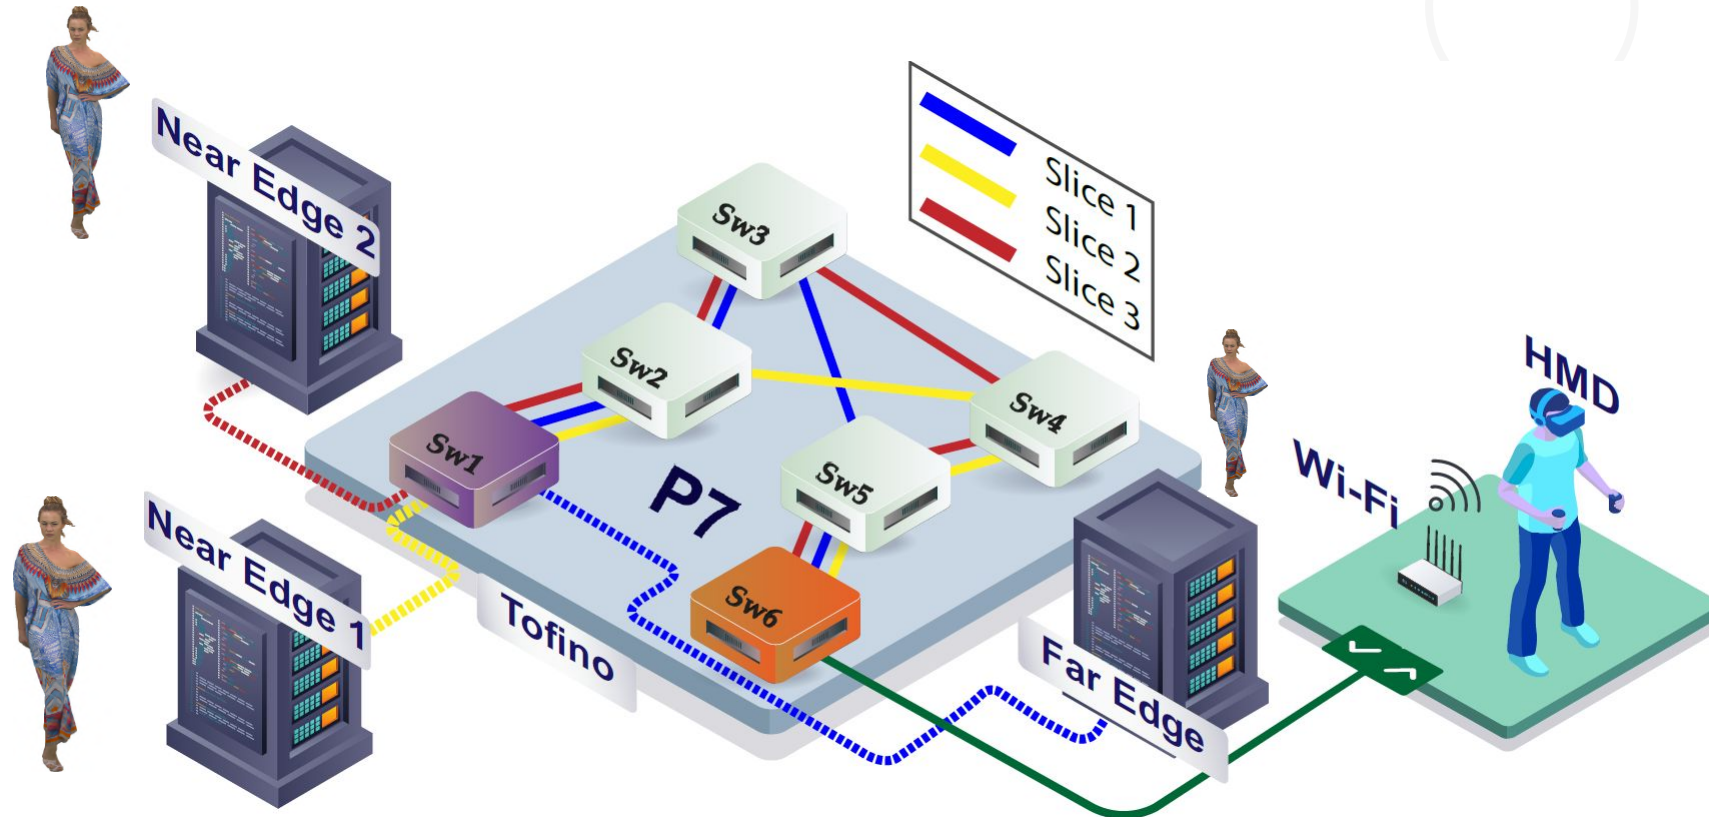 Near Edge 2
Sw3
Slice 1
Slice 2
Slice 3
Sw2
HMD
Sw4
Sw1
Wi-Fi
Sw5
P7
Near Edge 1
Tofino
Sw6
Far Edge